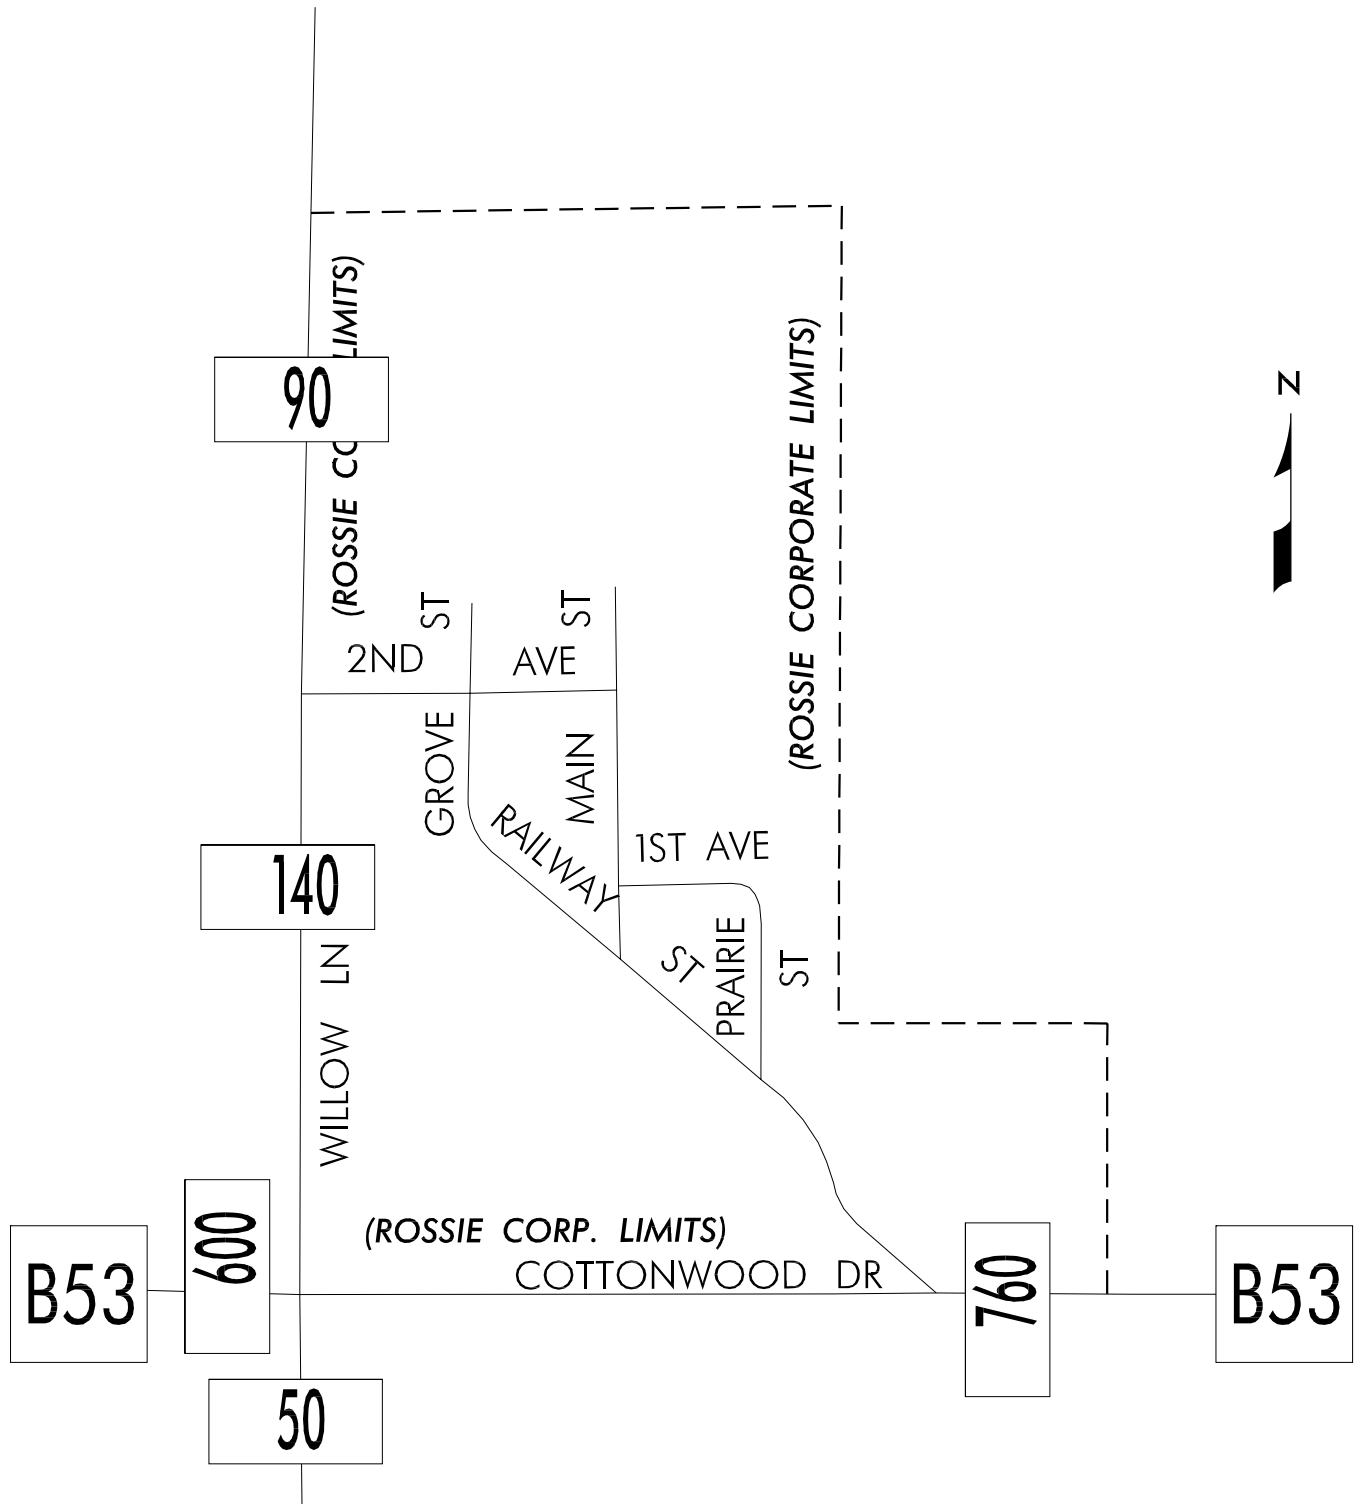 (ROSSIE CO LIMITS)
90
(ROSSIE CORPORATE LIMITS)
N
2ND AVE
GROVE ST
MAIN ST
RAILWAY ST
1ST AVE
PRAIRIE ST
140
WILLOW LN
600
(ROSSIE CORP. LIMITS)
COTTONWOOD DR
B53
760
B53
50